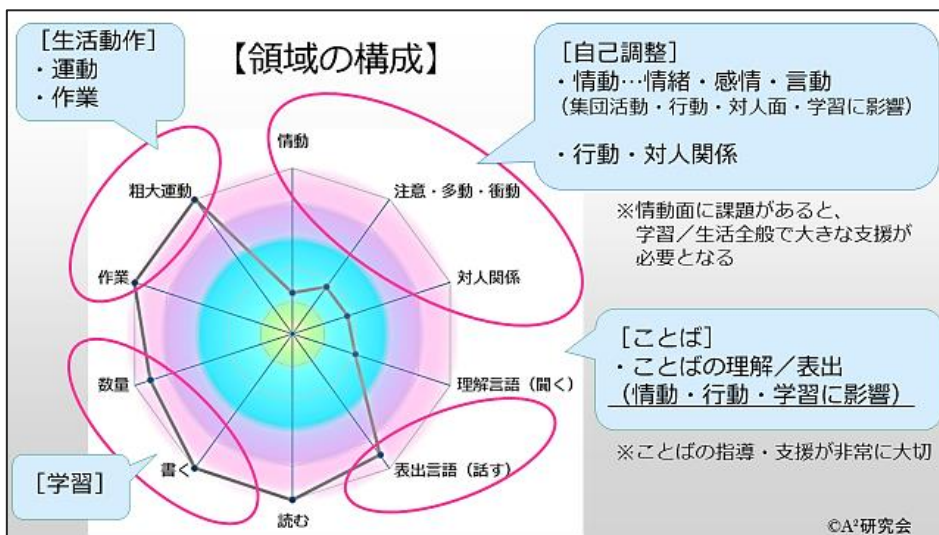 【領域の構成】
[生活動作]
・運動
・作業
[自己調整]
・情動…情緒・感情・言動
(集団活動・行動・対人面・学習に影響)
・行動・対人関係
※情動面に課題があると、
学習／生活全般で大きな支援が
必要となる
情動
注意・多動・衝動
対人関係
理解言語（聞く）
表出言語（話す）
読む
書く
数量
作業
粗大運動
[ことば]
・ことばの理解／表出
(情動・行動・学習に影響)
※ことばの指導・支援が非常に大切
[学習]
©A²研究会